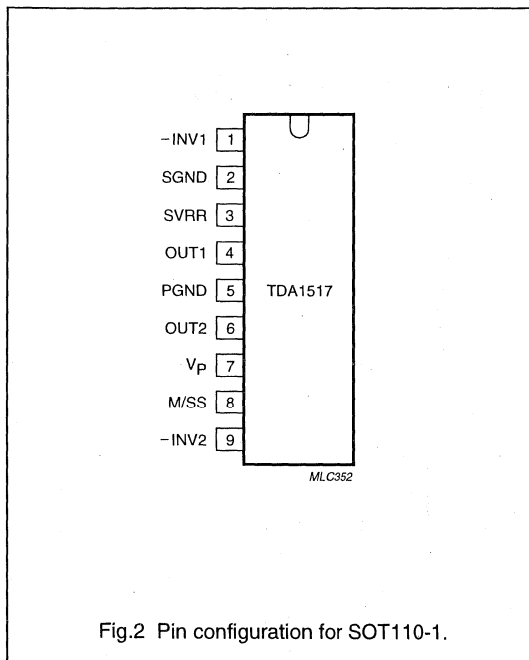 -INV1 1
SGND 2
SVRR 3
OUT1 4
PGND 5 TDA1517
OUT2 6
VP 7
M/SS 8
-INV2 9
MLC352
Fig.2 Pin configuration for SOT110-1.